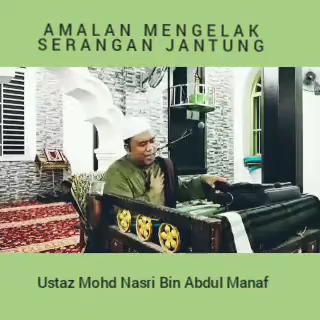 AMALAN MENGELAK
SERANGAN JANTUNG
Ustaz Mohd Nasri Bin Abdul Manaf